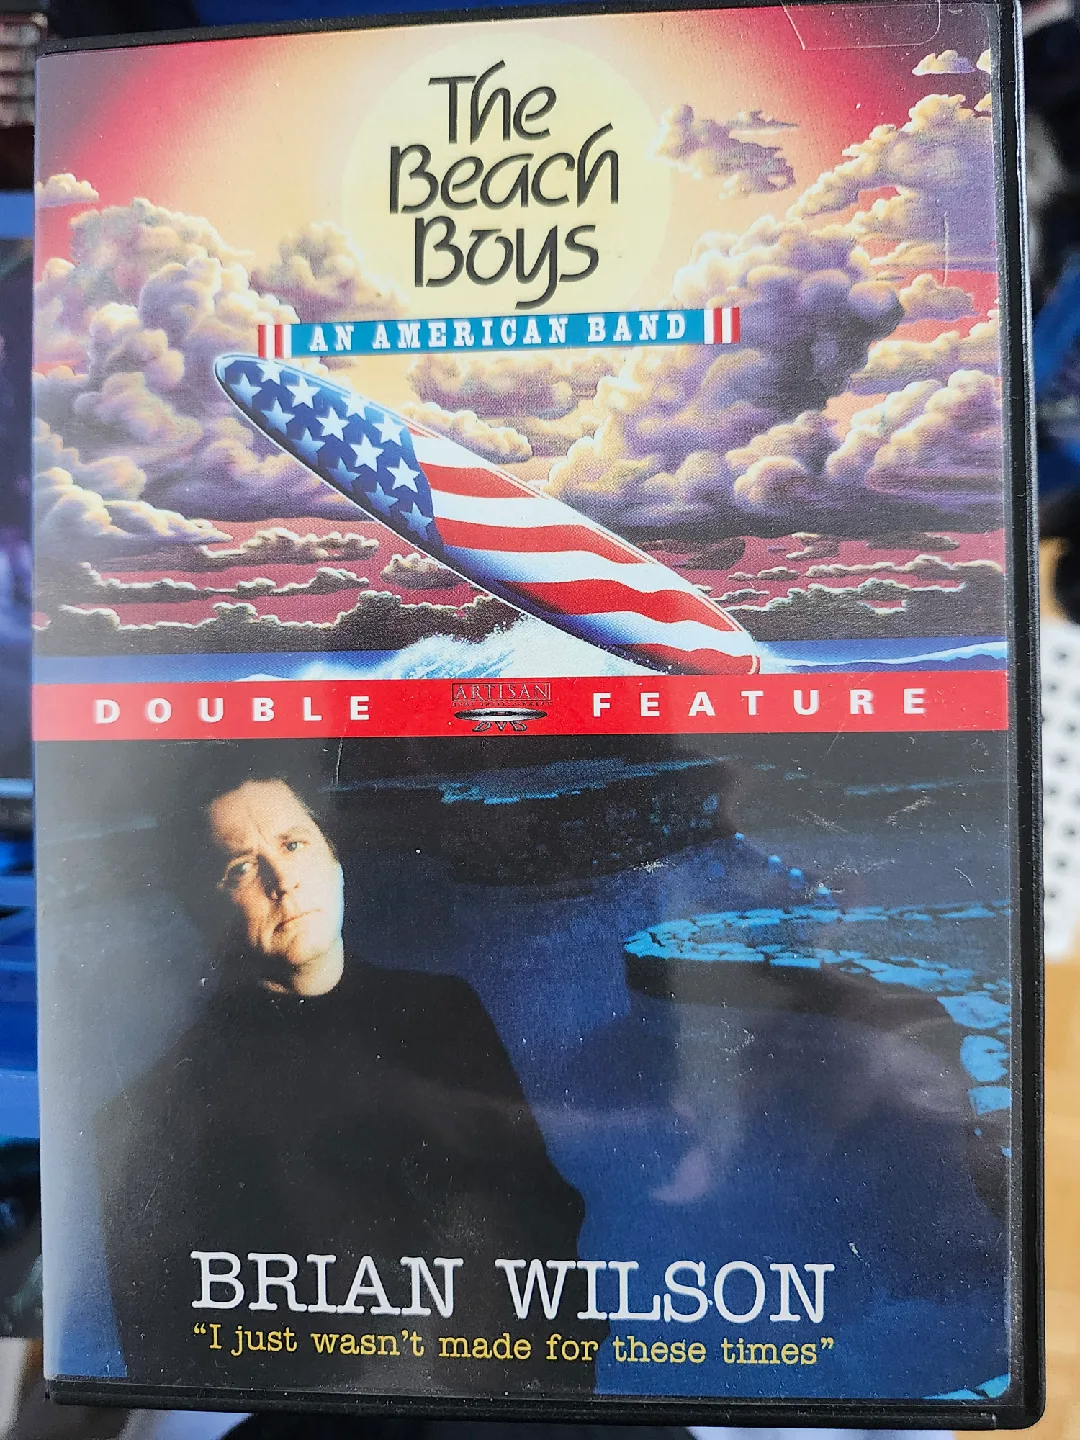 The
Beach
Boys
AN AMERICAN BAND
DOUBLE ARTISAN FEATURE
BRIAN WILSON
“I just wasn't made for these times”